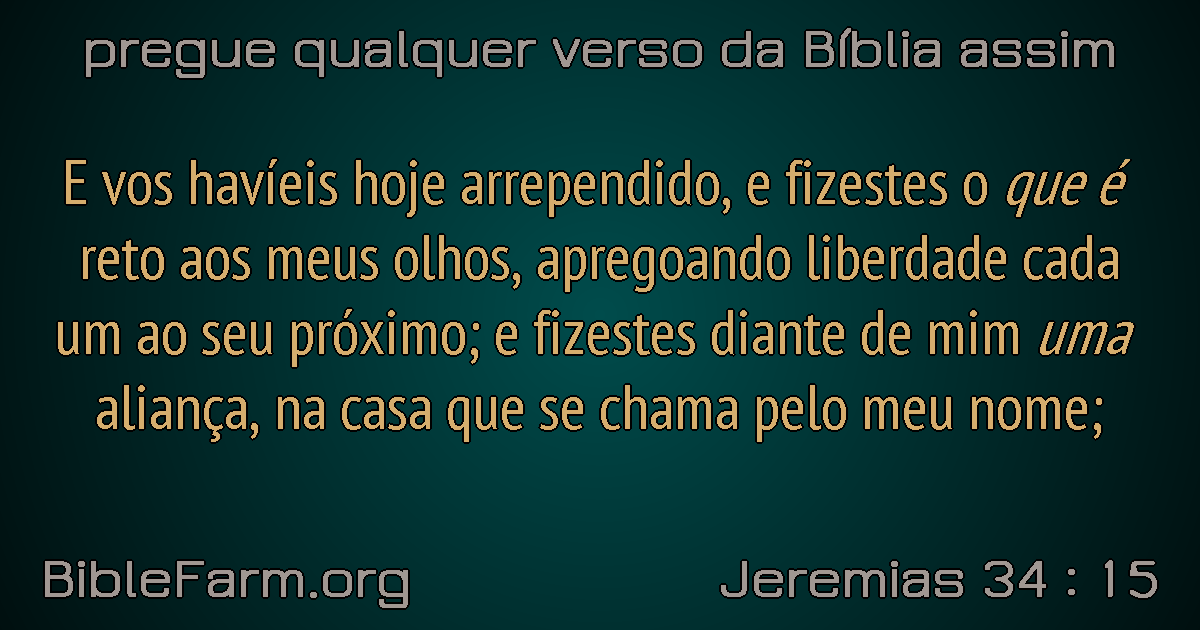 pregue qualquer verso da Bíblia assim
E vos havíeis hoje arrependido, e fizestes o que é
reto aos meus olhos, apregoando liberdade cada
um ao seu próximo; e fizestes diante de mim uma
aliança, na casa que se chama pelo meu nome;
BibleFarm.org
Jeremias 34 : 15